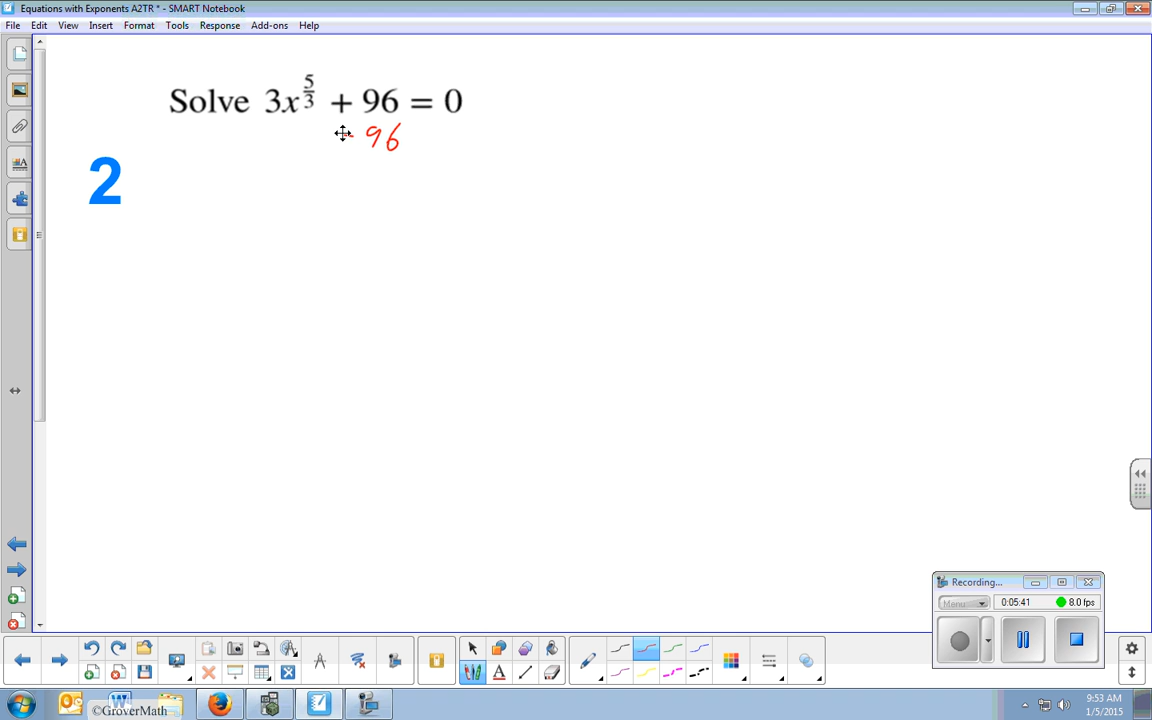 Equations with Exponents A2TR * - SMART Notebook
File Edit View Insert Format Tools Response Add-ons Help
Solve 3x^{5/3} + 96 = 0
- 96
2
Recording...
Menu 0:05:41 8.0 fps
A
©GroverMath
9:53 AM
1/5/2015